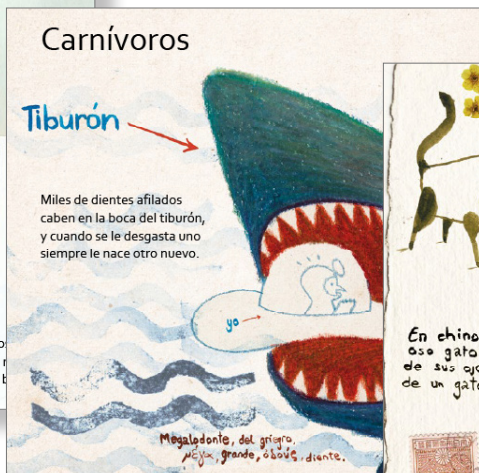 Carnívoros
Tiburón
Miles de dientes afilados
caben en la boca del tiburón,
y cuando se le desgasta uno
siempre le nace otro nuevo.
yo
Megalodonte, del griego,
μέγα, grande, ὀδούς, diente.
En chino
oso gato
de sus ojo
de un gato